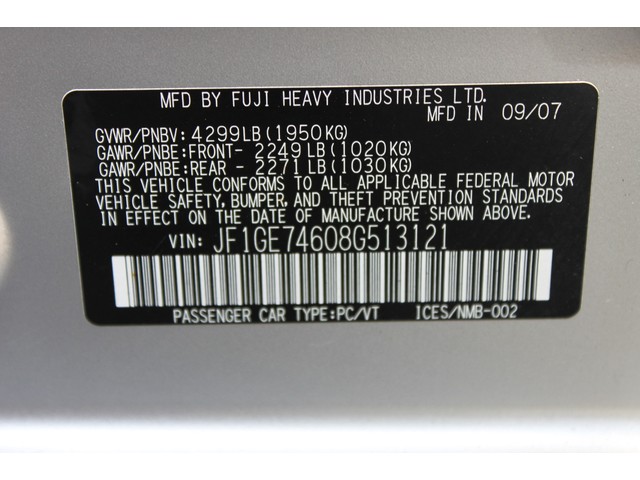 MFD BY FUJI HEAVY INDUSTRIES LTD.
MFD IN 09/07
GVWR/PNBV: 4299LB(1950KG)
GAWR/PNBE:FRONT- 2249LB(1020KG)
GAWR/PNBE:REAR - 2271LB(1030KG)
THIS VEHICLE CONFORMS TO ALL APPLICABLE FEDERAL MOTOR
VEHICLE SAFETY, BUMPER, AND THEFT PREVENTION STANDARDS
IN EFFECT ON THE DATE OF MANUFACTURE SHOWN ABOVE.
VIN: JF1GE74608G513121
PASSENGER CAR TYPE:PC/VT ICES/NMB-002